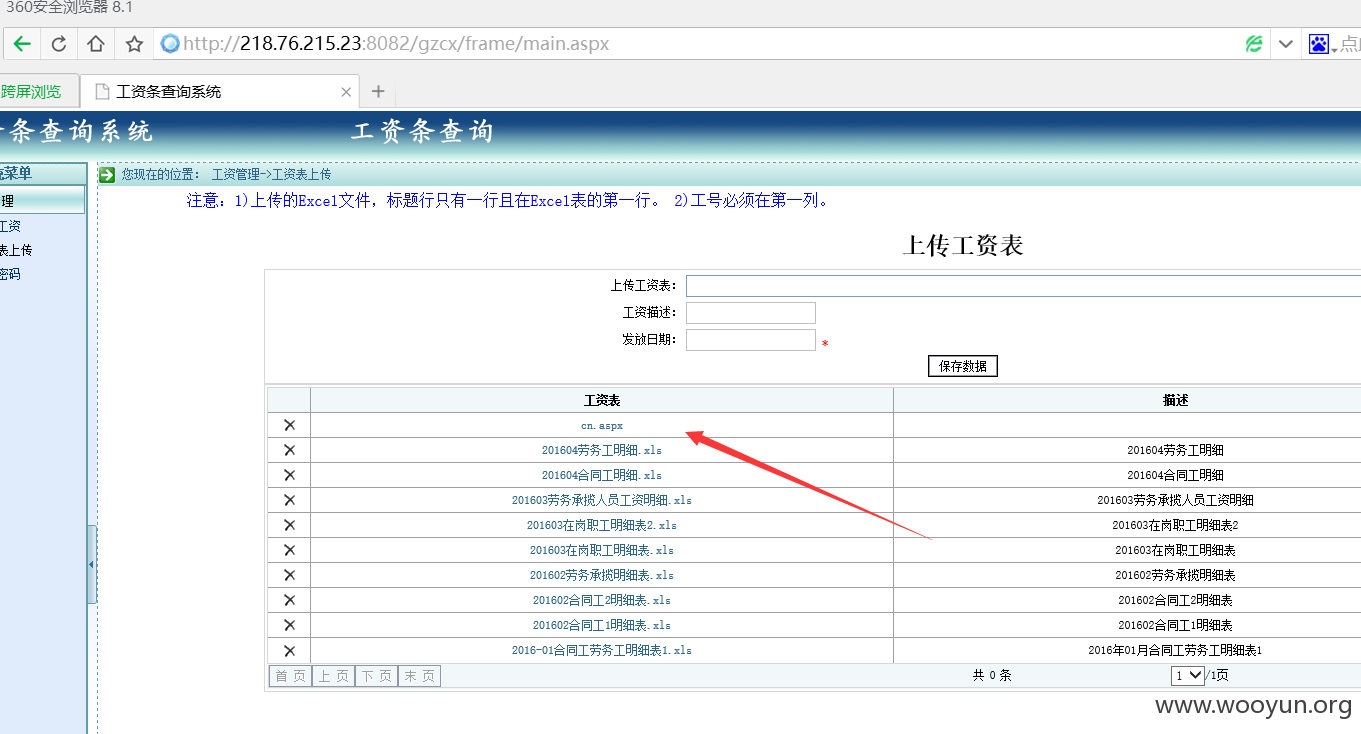 360安全浏览器 8.1
http://218.76.215.23:8082/gzcx/frame/main.aspx
点
跨屏浏览 工资条查询系统
条查询系统 工资条查询
菜单
理
工资
表上传
密码
您现在的位置： 工资管理->工资表上传
注意：1)上传的Excel文件，标题行只有一行且在Excel表的第一行。 2)工号必须在第一列。
上传工资表
上传工资表：
工资描述：
发放日期： *
保存数据
工资表 描述
cn.aspx
201604劳务工明细.xls 201604劳务工明细
201604合同工明细.xls 201604合同工明细
201603劳务承揽人员工资明细.xls 201603劳务承揽人员工资明细
201603在岗职工明细表2.xls 201603在岗职工明细表2
201603在岗职工明细表.xls 201603在岗职工明细表
201602劳务承揽明细表.xls 201602劳务承揽明细表
201602合同工2明细表.xls 201602合同工2明细表
201602合同工1明细表.xls 201602合同工1明细表
2016-01合同工劳务工明细表1.xls 2016年01月合同工劳务工明细表1
首 页 上 页 下 页 末 页 共 0 条 1 /1页
www.wooyun.org